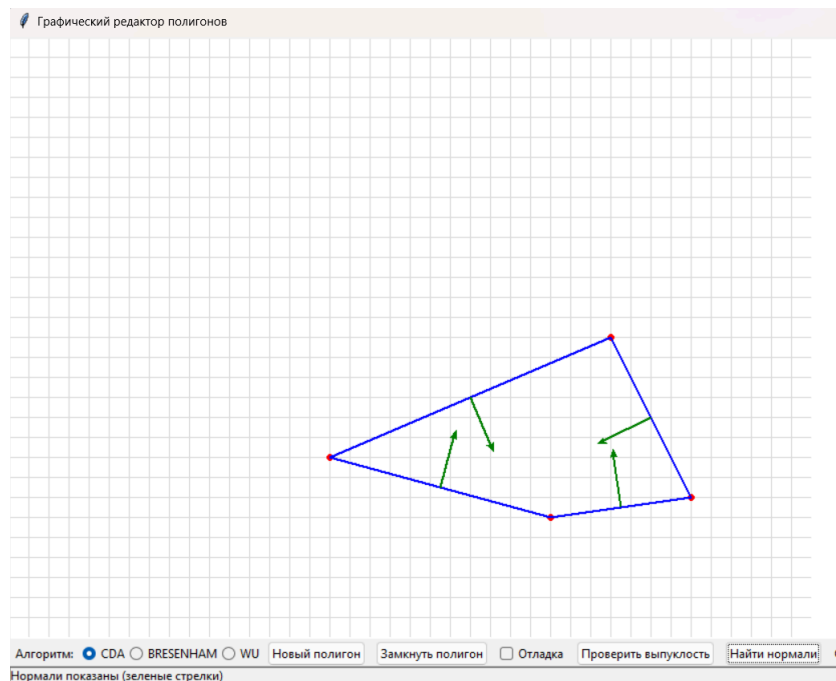 Графический редактор полигонов
Алгоритм: CDA BRESENHAM WU Новый полигон Замкнуть полигон Отладка Проверить выпуклость Найти нормали
Нормали показаны (зеленые стрелки)